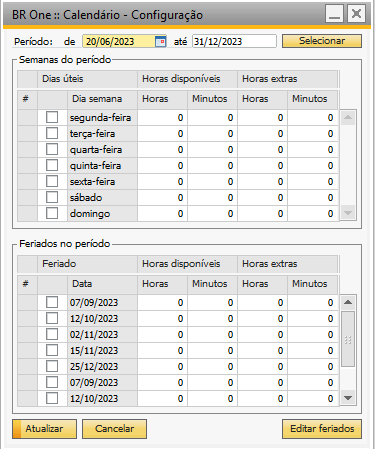 BR One :: Calendário - Configuração
Período: de 20/06/2023 até 31/12/2023 Selecionar
Semanas do período
Dias úteis Horas disponíveis Horas extras
# Dia semana Horas Minutos Horas Minutos
segunda-feira 0 0 0 0
terça-feira 0 0 0 0
quarta-feira 0 0 0 0
quinta-feira 0 0 0 0
sexta-feira 0 0 0 0
sábado 0 0 0 0
domingo 0 0 0 0
Feriados no período
Feriado Horas disponíveis Horas extras
# Data Horas Minutos Horas Minutos
07/09/2023 0 0 0 0
12/10/2023 0 0 0 0
02/11/2023 0 0 0 0
15/11/2023 0 0 0 0
25/12/2023 0 0 0 0
07/09/2023 0 0 0 0
12/10/2023 0 0 0 0
Atualizar Cancelar Editar feriados